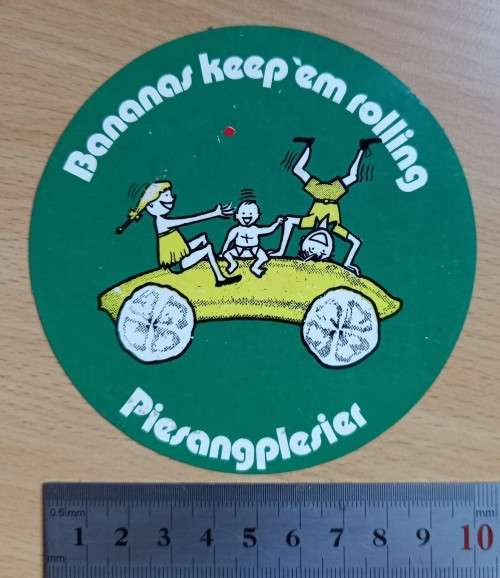 Bananas keep 'em rolling
Piesangplesier
0.5mm
mm
1 2 3 4 5 6 7 8 9 10
mm